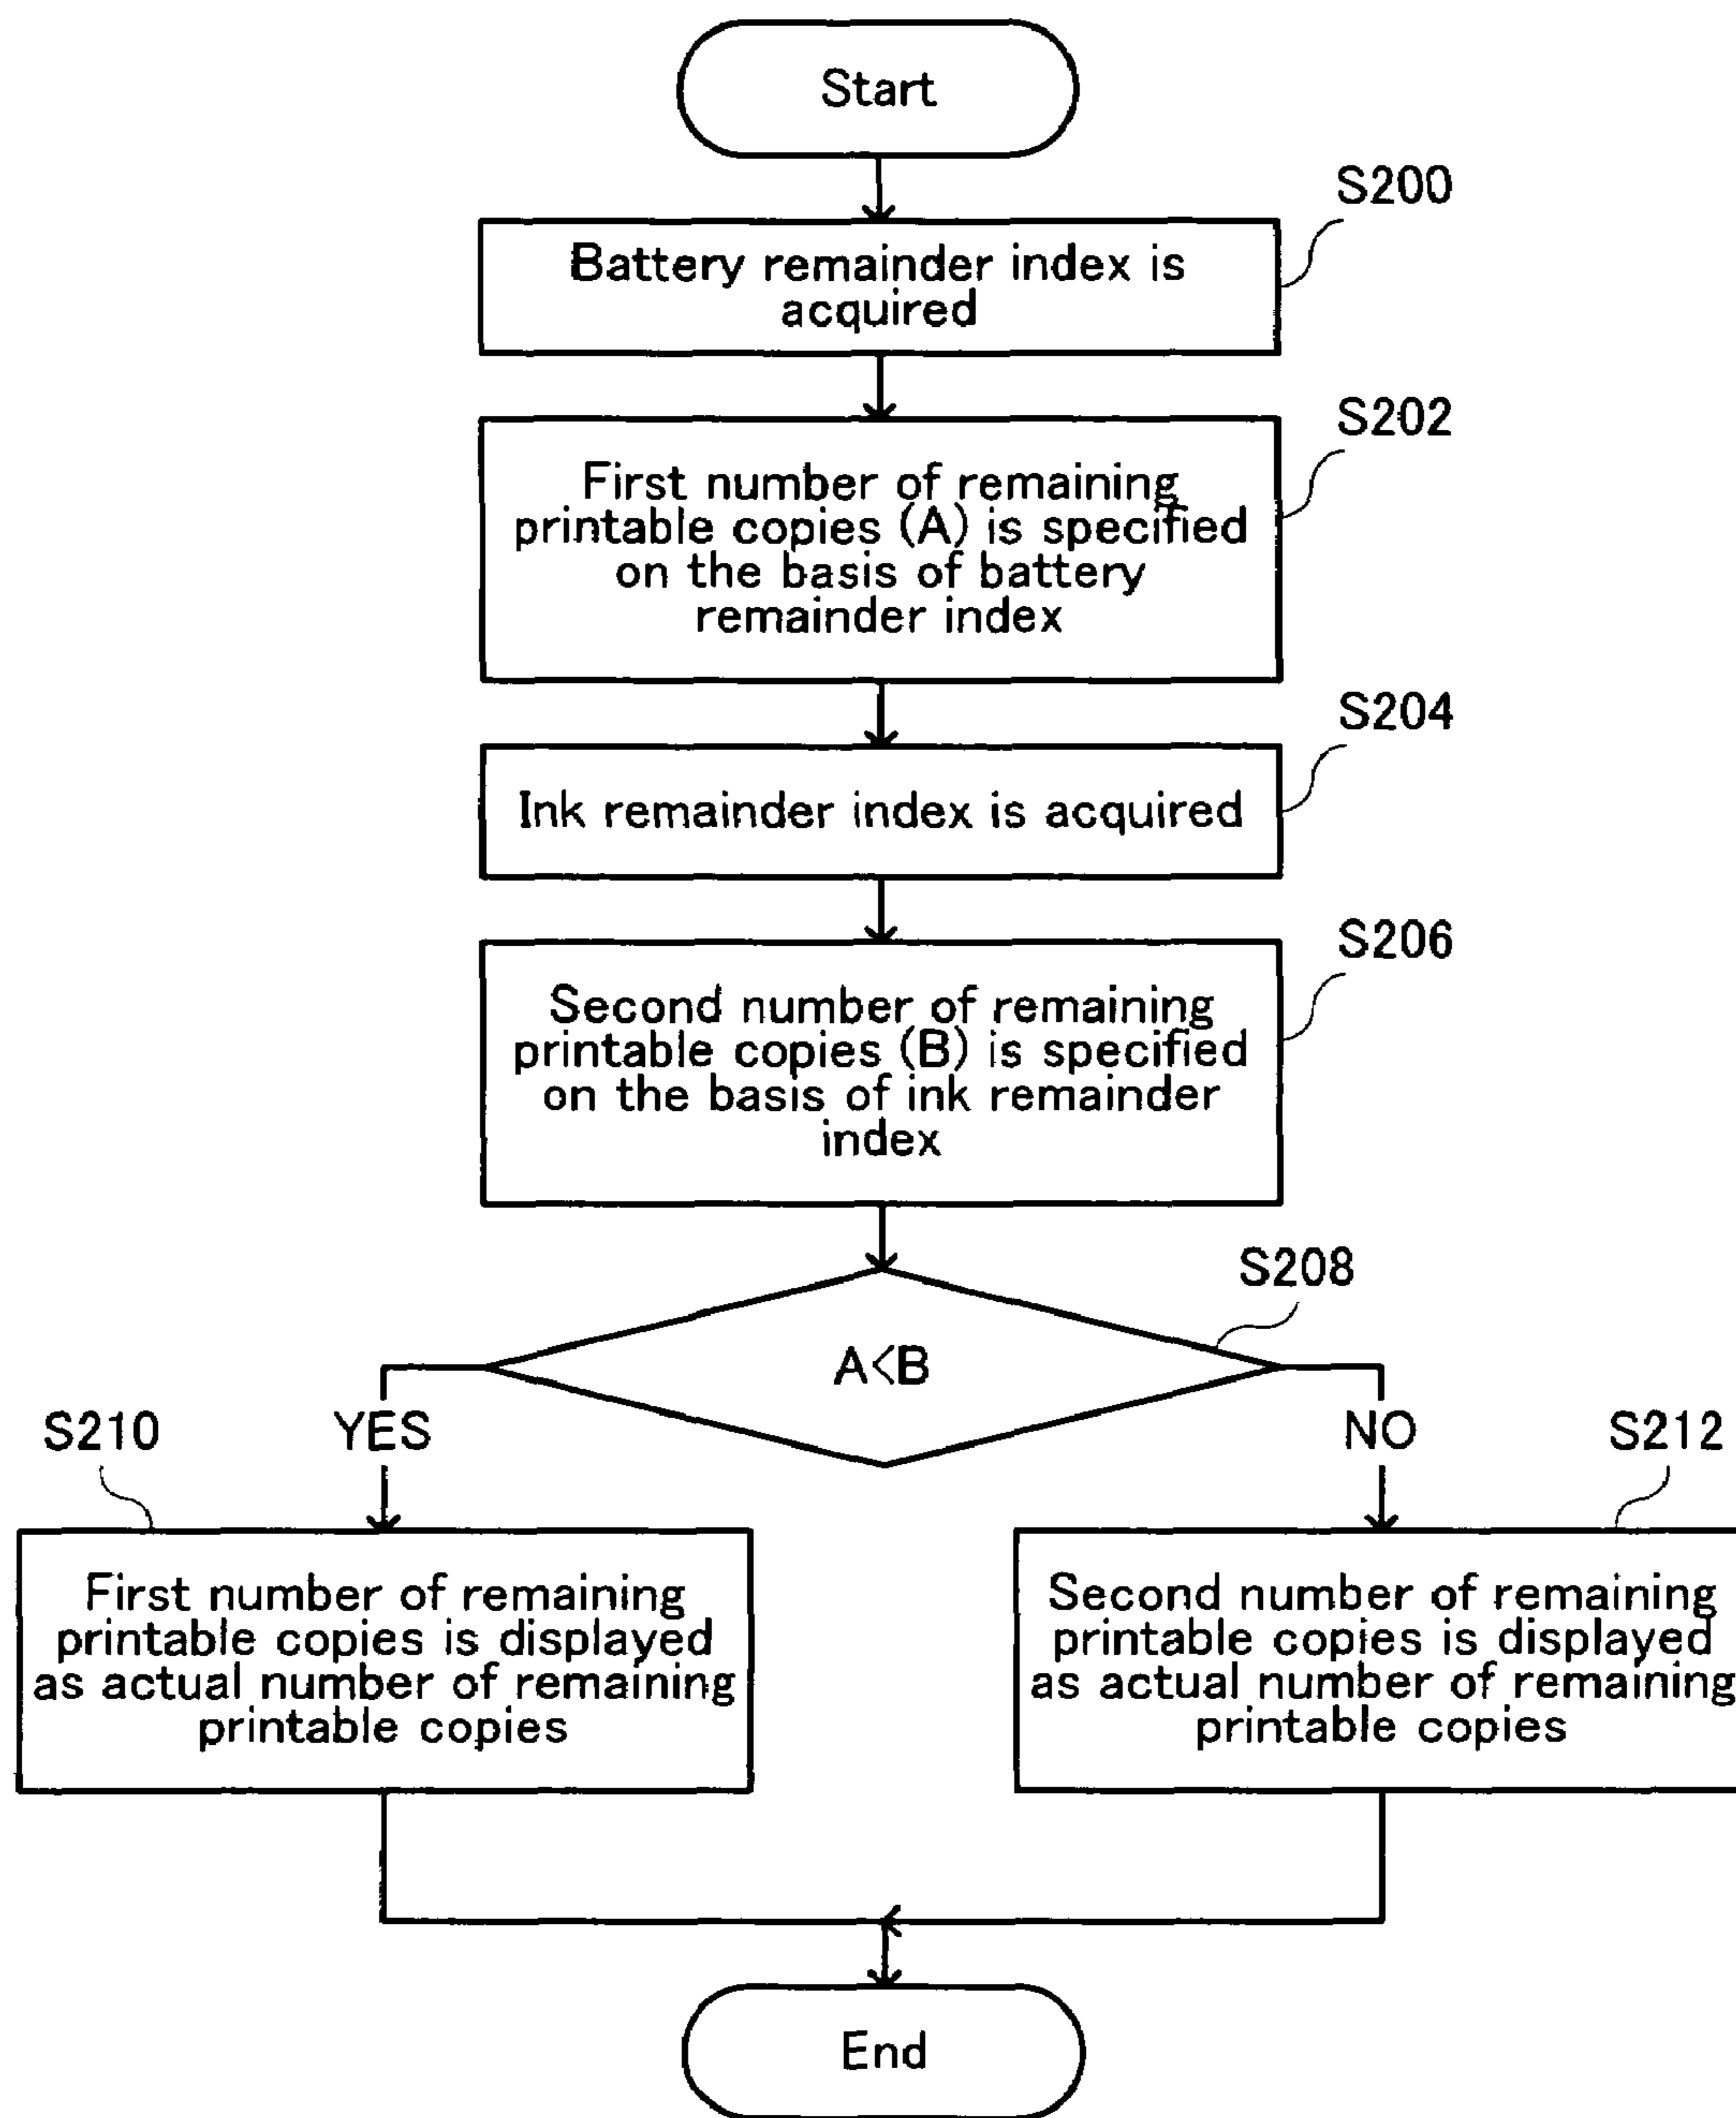 Start
S200
Battery remainder index is
acquired
S202
First number of remaining
printable copies (A) is specified
on the basis of battery
remainder index
S204
Ink remainder index is acquired
S206
Second number of remaining
printable copies (B) is specified
on the basis of ink remainder
index
S208
A<B
YES
NO
S210
First number of remaining
printable copies is displayed
as actual number of remaining
printable copies
S212
Second number of remaining
printable copies is displayed
as actual number of remaining
printable copies
End